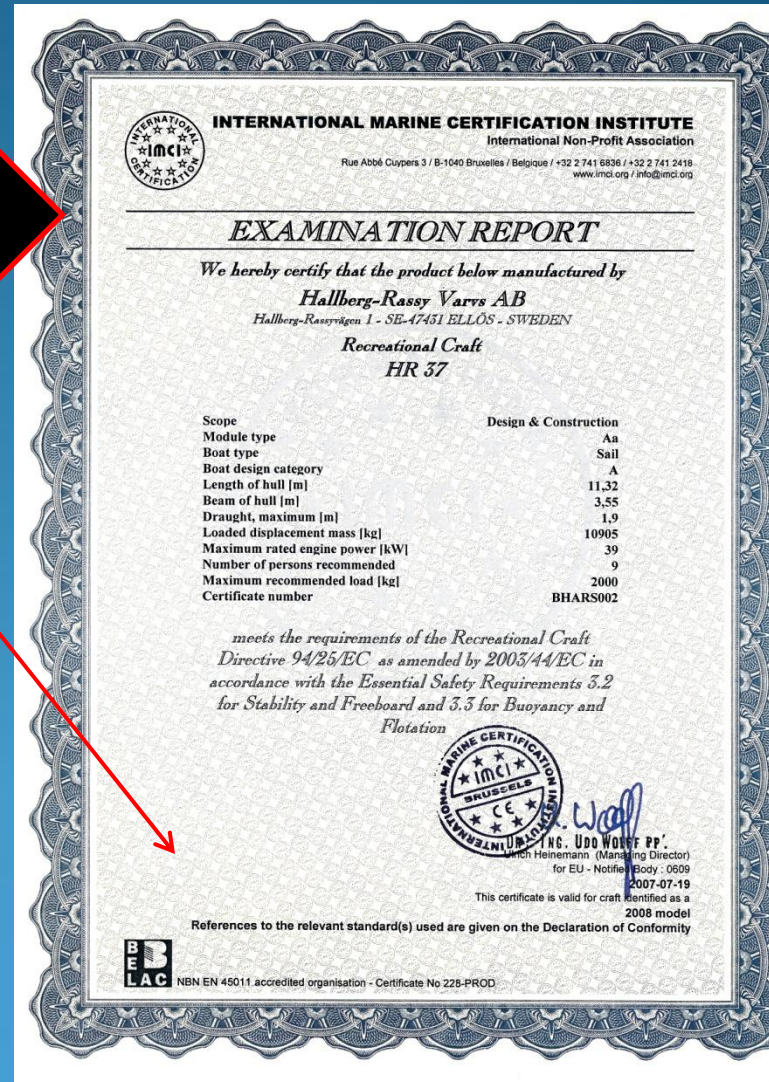 INTERNATIONAL MARINE CERTIFICATION INSTITUTE
International Non-Profit Association
Rue Abbé Cuypers 3 / B-1040 Bruxelles / Belgique / +32 2 741 6836 / +32 2 741 2418
www.imci.org / info@imci.org
INTERNATIONAL CERTIFICATION
IMCI
EXAMINATION REPORT
We hereby certify that the product below manufactured by
Hallberg-Rassy Varvs AB
Hallberg-Rassyvägen 1 - SE-47431 ELLÖS - SWEDEN
Recreational Craft
HR 37
Scope Design & Construction
Module type Aa
Boat type Sail
Boat design category A
Length of hull [m] 11,32
Beam of hull [m] 3,55
Draught, maximum [m] 1,9
Loaded displacement mass [kg] 10905
Maximum rated engine power [kW] 39
Number of persons recommended 9
Maximum recommended load [kg] 2000
Certificate number BHARS002
meets the requirements of the Recreational Craft
Directive 94/25/EC as amended by 2003/44/EC in
accordance with the Essential Safety Requirements 3.2
for Stability and Freeboard and 3.3 for Buoyancy and
Flotation
MARINE CERTIFICATION
IMCI
BRUSSELS
CE
ING. UDO WOLFF PP'.
Ulrich Heinemann (Managing Director)
for EU - Notified Body : 0609
2007-07-19
This certificate is valid for craft identified as a
2008 model
References to the relevant standard(s) used are given on the Declaration of Conformity
BELAC
NBN EN 45011 accredited organisation - Certificate No 228-PROD